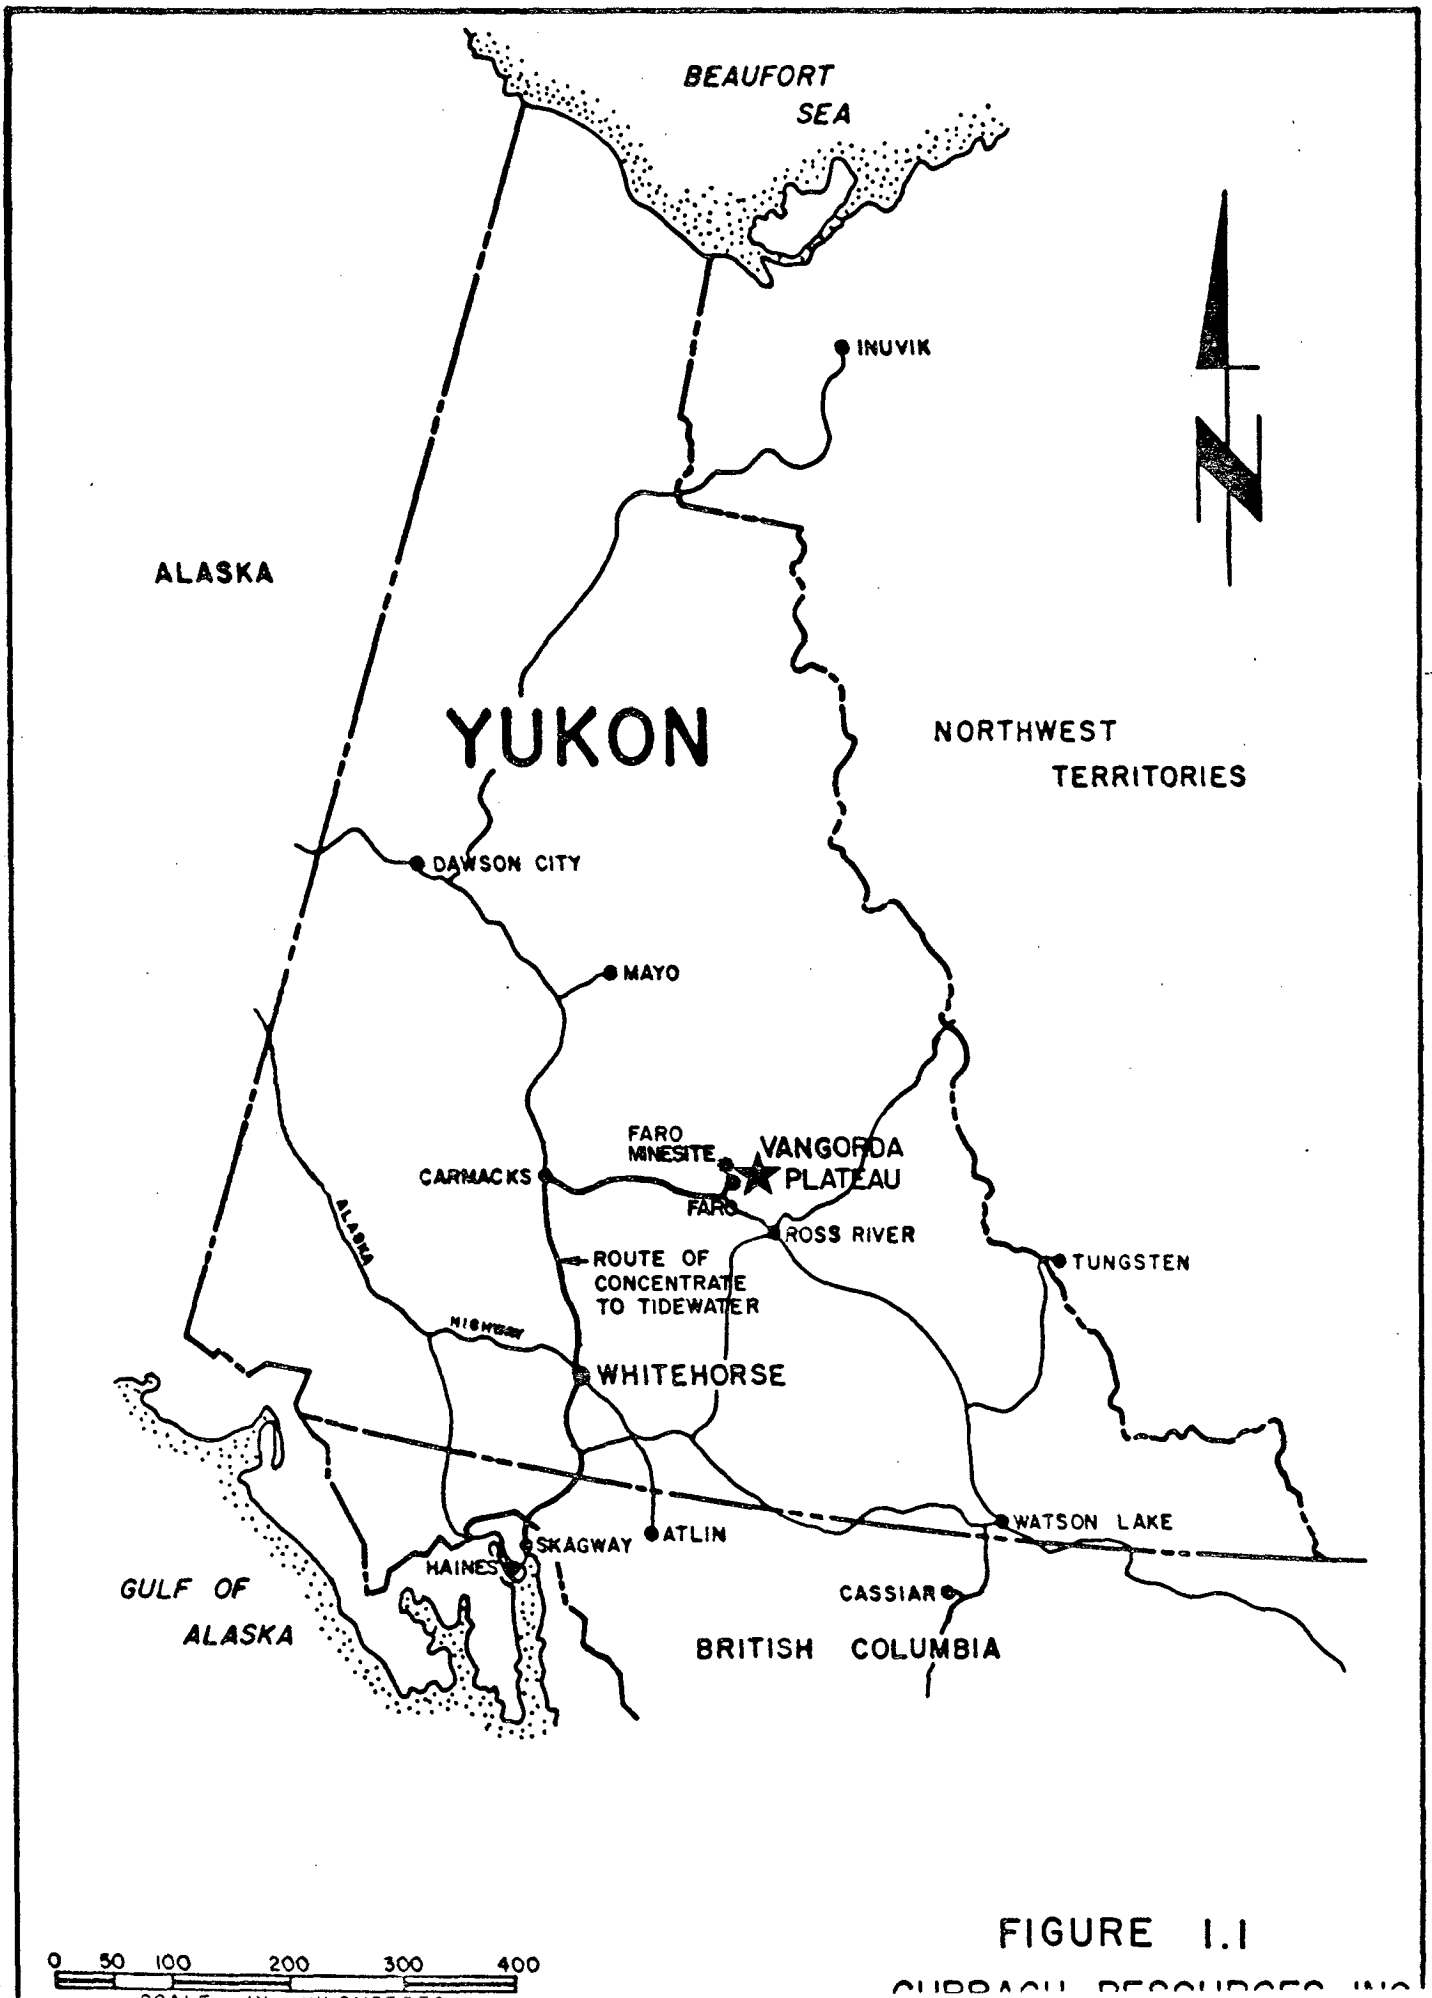 BEAUFORT
SEA
INUVIK
N
ALASKA
YUKON
NORTHWEST
TERRITORIES
DAWSON CITY
MAYO
FARO
MINESITE
VANGORDA
PLATEAU
CARMACKS
FARO
ROSS RIVER
ALASKA
HIGHWAY
ROUTE OF
CONCENTRATE
TO TIDEWATER
TUNGSTEN
WHITEHORSE
WATSON LAKE
SKAGWAY
ATLIN
HAINES
CASSIAR
GULF OF
ALASKA
BRITISH COLUMBIA
FIGURE 1.1
0 50 100 200 300 400